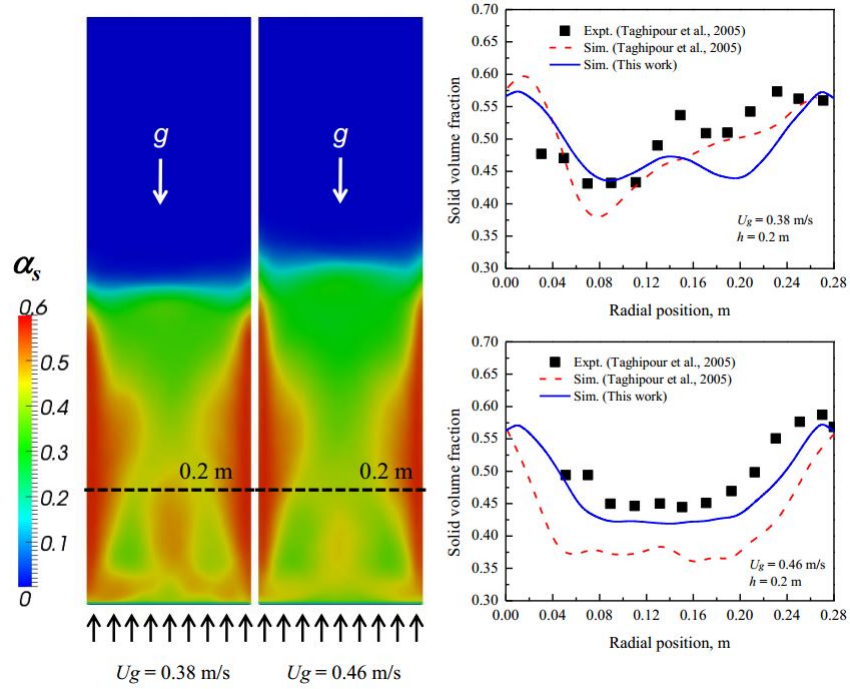 g
g
αs
0.6
0.5
0.4
0.3
0.2
0.1
0
0.2 m
0.2 m
Ug = 0.38 m/s
Ug = 0.46 m/s
0.70
0.65
0.60
0.55
0.50
0.45
0.40
0.35
0.30
Solid volume fraction
Expt. (Taghipour et al., 2005)
Sim. (Taghipour et al., 2005)
Sim. (This work)
Ug = 0.38 m/s
h = 0.2 m
0.00 0.04 0.08 0.12 0.16 0.20 0.24 0.28
Radial position, m
0.70
0.65
0.60
0.55
0.50
0.45
0.40
0.35
0.30
Solid volume fraction
Expt. (Taghipour et al., 2005)
Sim. (Taghipour et al., 2005)
Sim. (This work)
Ug = 0.46 m/s
h = 0.2 m
0.00 0.04 0.08 0.12 0.16 0.20 0.24 0.28
Radial position, m